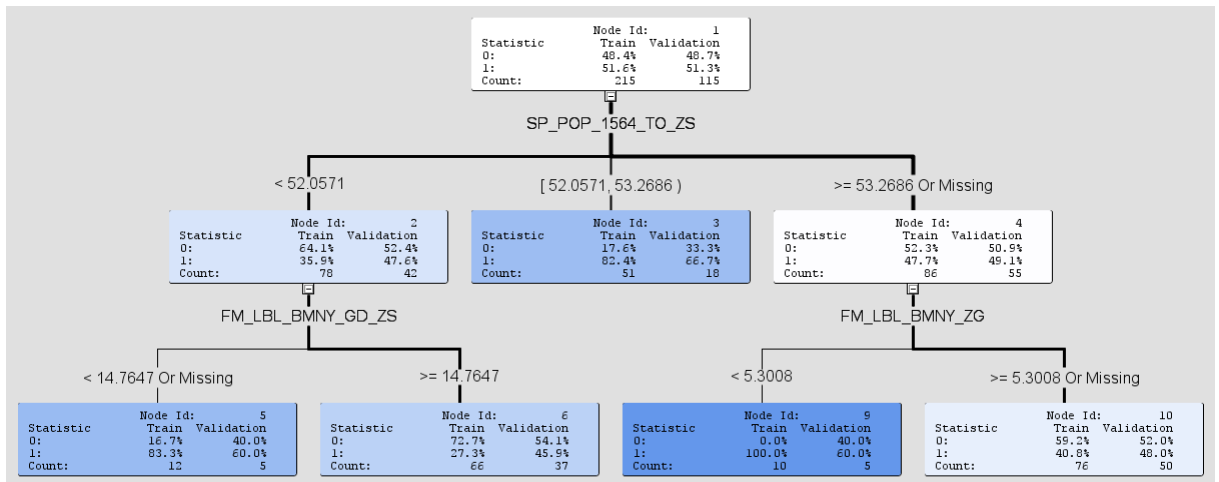 Node Id: 1
Statistic Train Validation
0: 48.4% 48.7%
1: 51.6% 51.3%
Count: 215 115
SP_POP_1564_TO_ZS
< 52.0571
[ 52.0571, 53.2686 )
>= 53.2686 Or Missing
Node Id: 2
Statistic Train Validation
0: 64.1% 52.4%
1: 35.9% 47.6%
Count: 78 42
Node Id: 3
Statistic Train Validation
0: 17.6% 33.3%
1: 82.4% 66.7%
Count: 51 18
Node Id: 4
Statistic Train Validation
0: 52.3% 50.9%
1: 47.7% 49.1%
Count: 86 55
FM_LBL_BMNY_GD_ZS
FM_LBL_BMNY_ZG
< 14.7647 Or Missing
>= 14.7647
< 5.3008
>= 5.3008 Or Missing
Node Id: 5
Statistic Train Validation
0: 16.7% 40.0%
1: 83.3% 60.0%
Count: 12 5
Node Id: 6
Statistic Train Validation
0: 72.7% 54.1%
1: 27.3% 45.9%
Count: 66 37
Node Id: 9
Statistic Train Validation
0: 0.0% 40.0%
1: 100.0% 60.0%
Count: 10 5
Node Id: 10
Statistic Train Validation
0: 59.2% 52.0%
1: 40.8% 48.0%
Count: 76 50